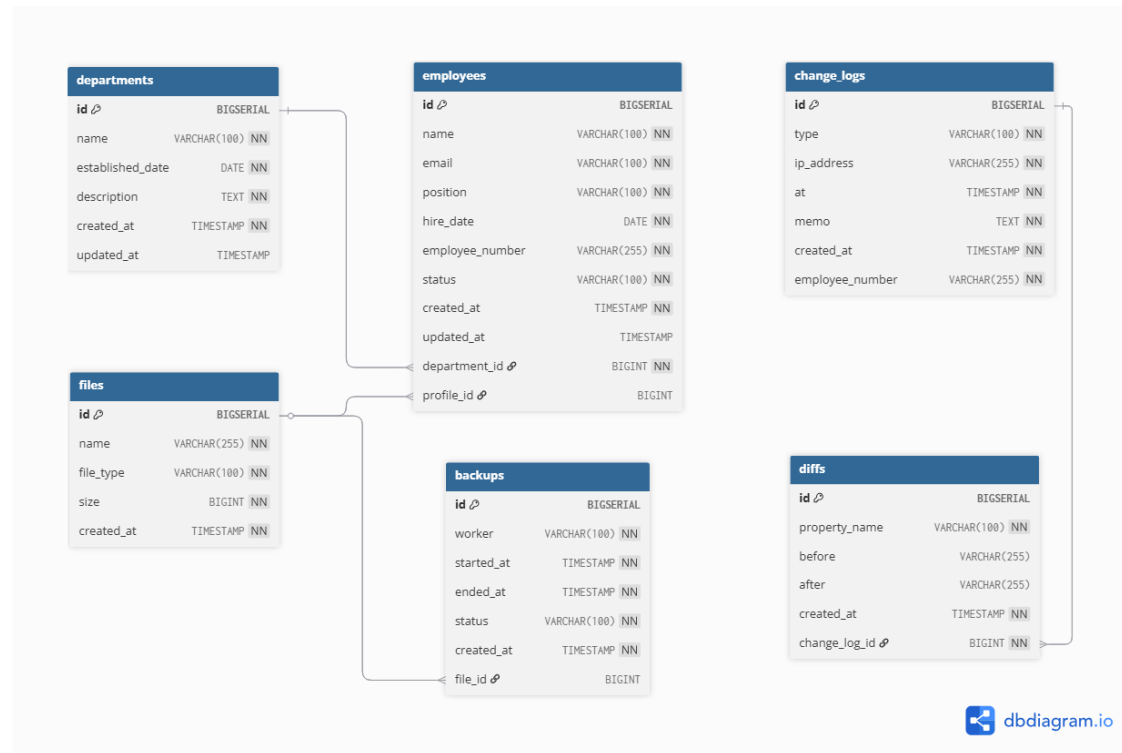 departments
id BIGSERIAL
name VARCHAR(100) NN
established_date DATE NN
description TEXT NN
created_at TIMESTAMP NN
updated_at TIMESTAMP
employees
id BIGSERIAL
name VARCHAR(100) NN
email VARCHAR(100) NN
position VARCHAR(100) NN
hire_date DATE NN
employee_number VARCHAR(255) NN
status VARCHAR(100) NN
created_at TIMESTAMP NN
updated_at TIMESTAMP
department_id BIGINT NN
profile_id BIGINT
change_logs
id BIGSERIAL
type VARCHAR(100) NN
ip_address VARCHAR(255) NN
at TIMESTAMP NN
memo TEXT NN
created_at TIMESTAMP NN
employee_number VARCHAR(255) NN
files
id BIGSERIAL
name VARCHAR(255) NN
file_type VARCHAR(100) NN
size BIGINT NN
created_at TIMESTAMP NN
backups
id BIGSERIAL
worker VARCHAR(100) NN
started_at TIMESTAMP NN
ended_at TIMESTAMP NN
status VARCHAR(100) NN
created_at TIMESTAMP NN
file_id BIGINT
diffs
id BIGSERIAL
property_name VARCHAR(100) NN
before VARCHAR(255)
after VARCHAR(255)
created_at TIMESTAMP NN
change_log_id BIGINT NN
dbdiagram.io